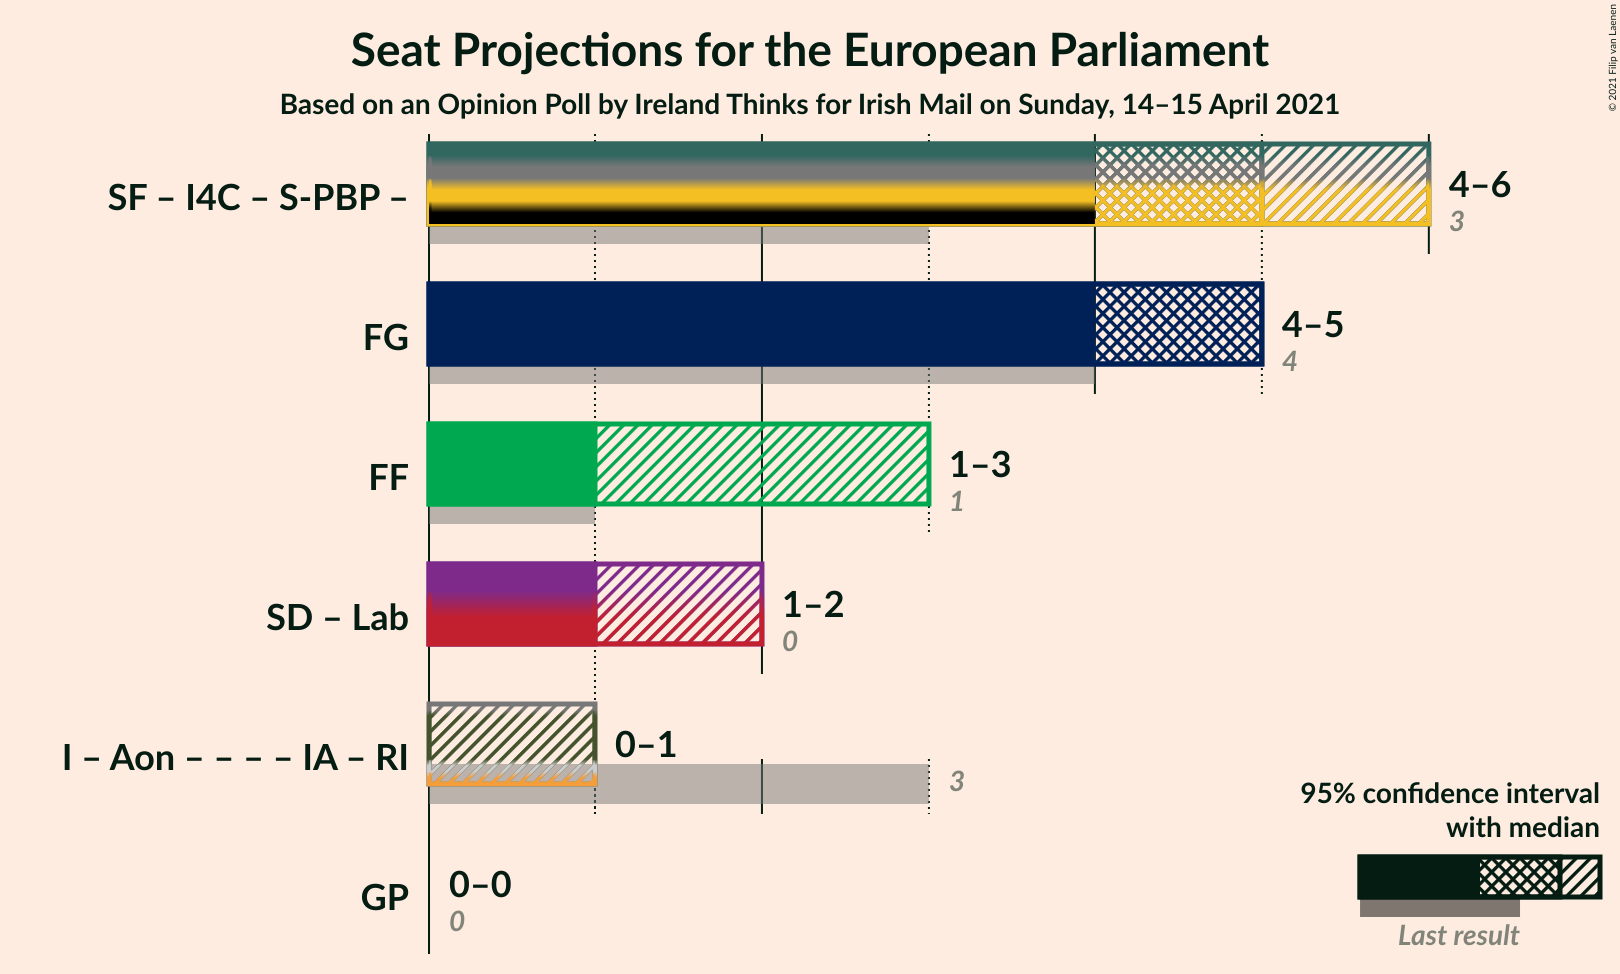 Seat Projections for the European Parliament
Based on an Opinion Poll by Ireland Thinks for Irish Mail on Sunday, 14–15 April 2021
© 2021 Filip van Laenen
SF – I4C – S-PBP –
4–6
3
FG
4–5
4
FF
1–3
1
SD – Lab
1–2
0
I – Aon – – – – IA – RI
0–1
3
GP
0–0
0
95% confidence interval
with median
Last result